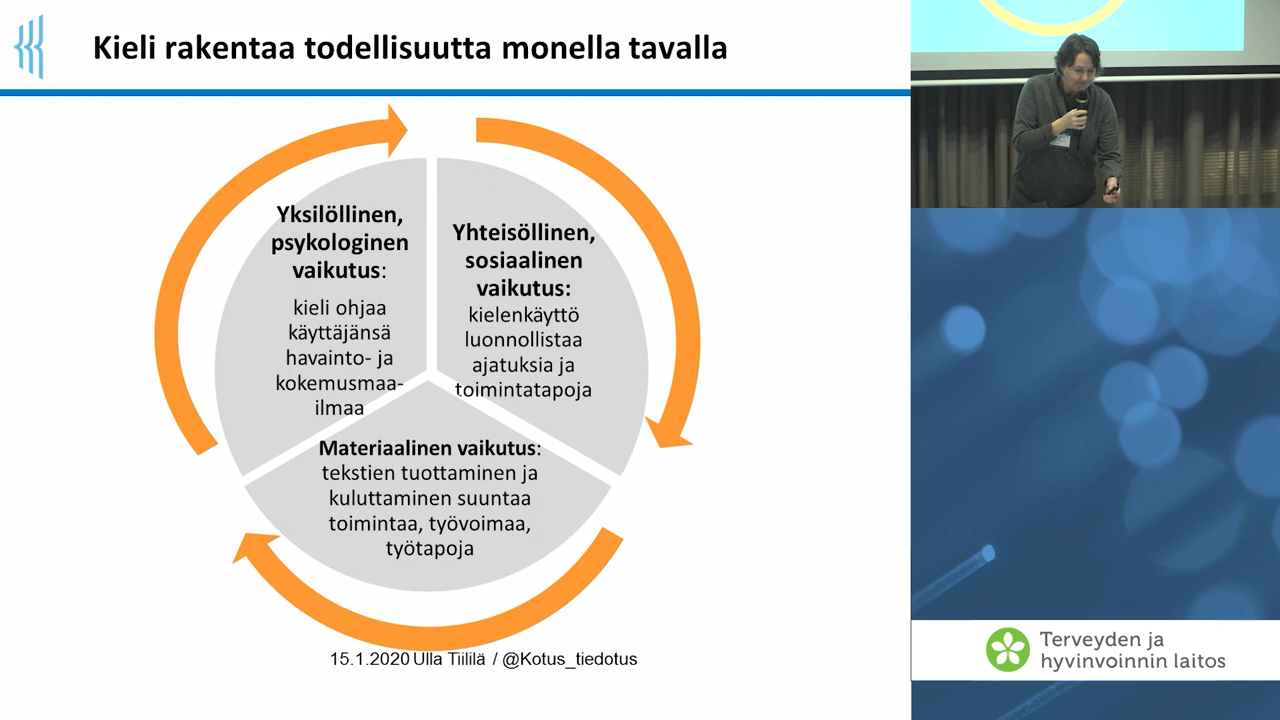 Kieli rakentaa todellisuutta monella tavalla
Yksilöllinen,
psykologinen
vaikutus:
kieli ohjaa
käyttäjänsä
havainto- ja
kokemusmaa-
ilmaa
Yhteisöllinen,
sosiaalinen
vaikutus:
kielenkäyttö
luonnollistaa
ajatuksia ja
toimintatapoja
Materiaalinen vaikutus:
tekstien tuottaminen ja
kuluttaminen suuntaa
toimintaa, työvoimaa,
työtapoja
15.1.2020 Ulla Tiililä / @Kotus_tiedotus
Terveyden ja
hyvinvoinnin laitos